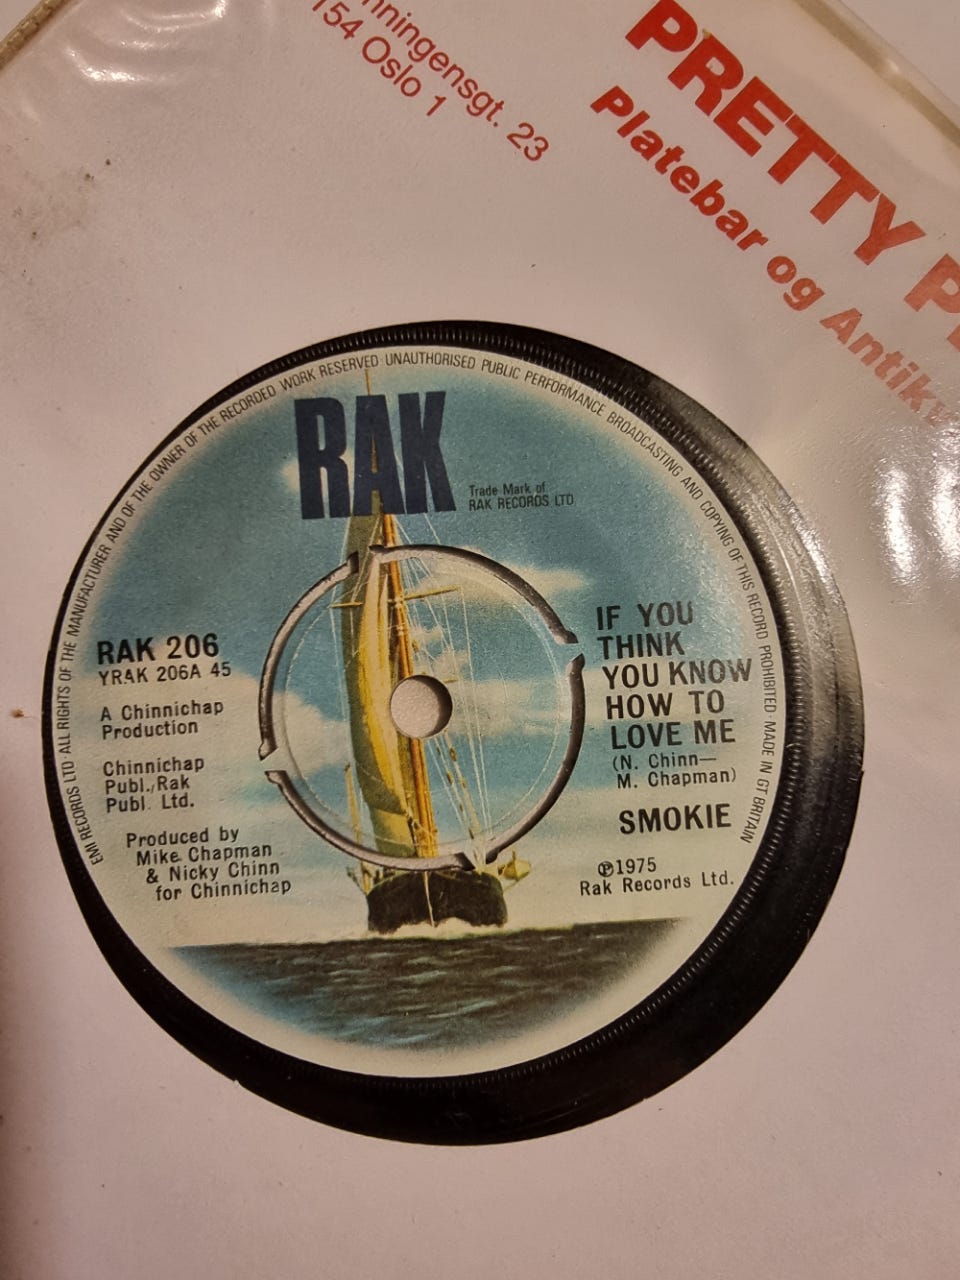 nningensgt. 23
154 Oslo 1
PRETTY
Platebar og Antikv
EMI RECORDS LTD · ALL RIGHTS OF THE MANUFACTURER AND OF THE OWNER OF THE RECORDED WORK RESERVED · UNAUTHORISED PUBLIC PERFORMANCE BROADCASTING AND COPYING OF THIS RECORD PROHIBITED · MADE IN GT BRITAIN
RAK
Trade Mark of
RAK RECORDS LTD
RAK 206
YRAK 206A 45
A Chinnichap
Production
Chinnichap
Publ./Rak
Publ. Ltd.
Produced by
Mike Chapman
& Nicky Chinn
for Chinnichap
IF YOU
THINK
YOU KNOW
HOW TO
LOVE ME
(N. Chinn—
M. Chapman)
SMOKIE
℗1975
Rak Records Ltd.